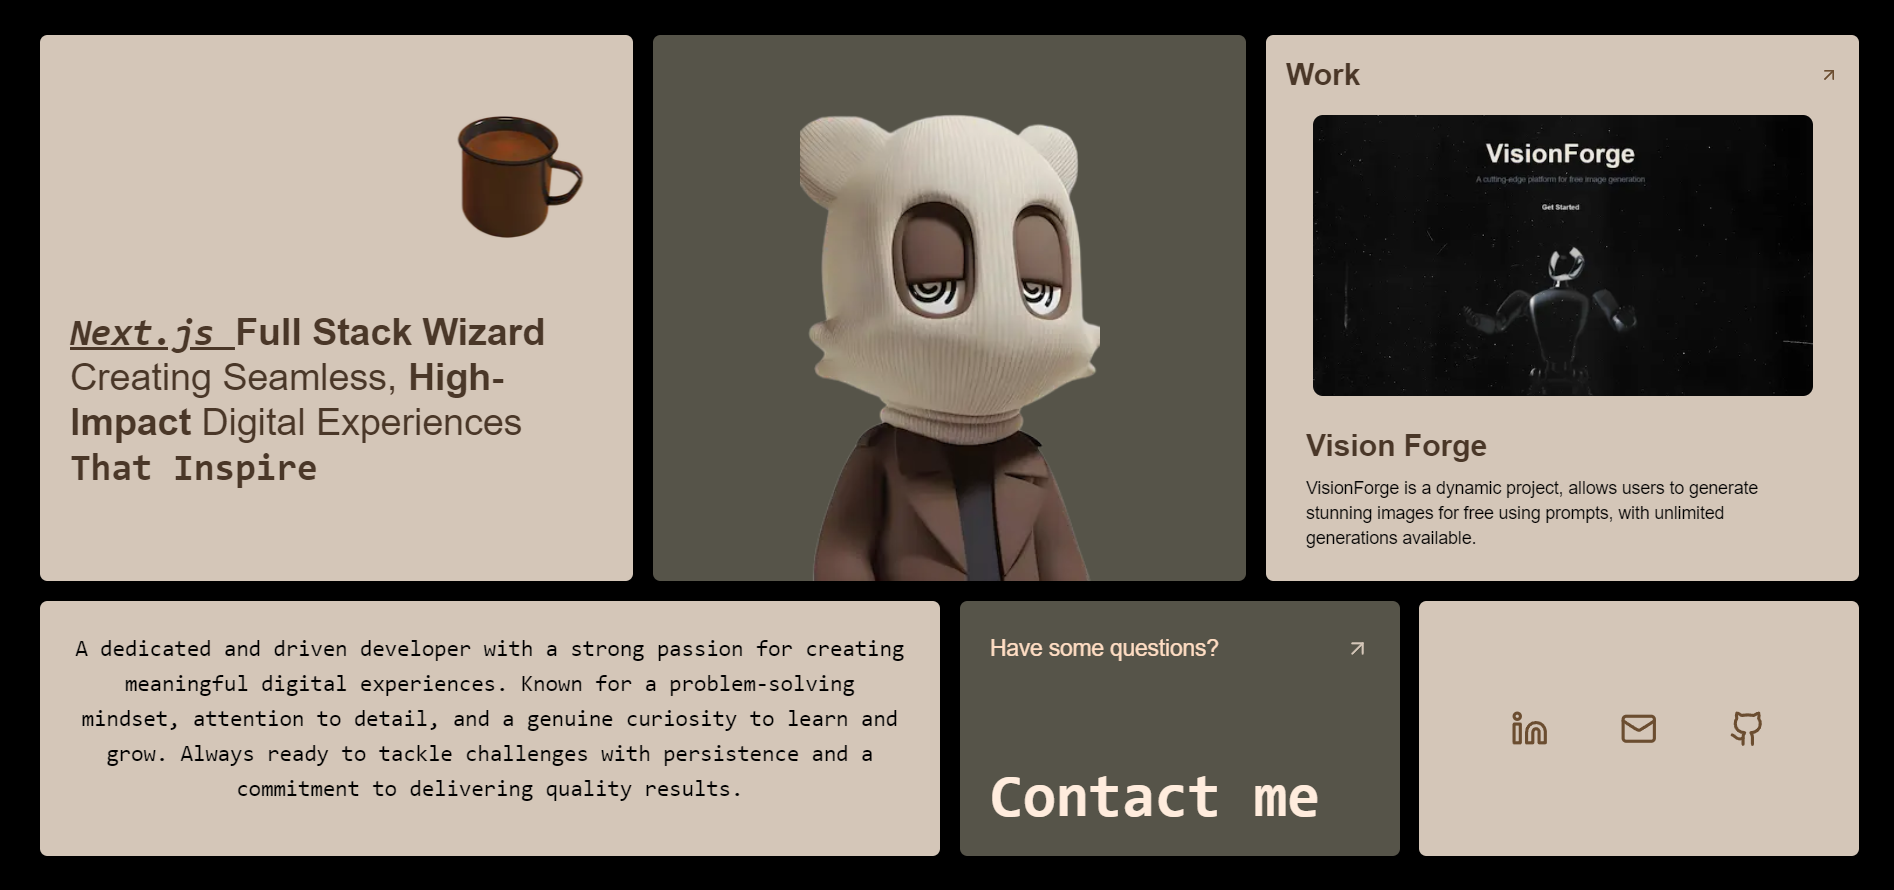 Next.js Full Stack Wizard
Creating Seamless, High-
Impact Digital Experiences
That Inspire
Work
VisionForge
A cutting-edge platform for free image generation
Get Started
Vision Forge
VisionForge is a dynamic project, allows users to generate
stunning images for free using prompts, with unlimited
generations available.
A dedicated and driven developer with a strong passion for creating
meaningful digital experiences. Known for a problem-solving
mindset, attention to detail, and a genuine curiosity to learn and
grow. Always ready to tackle challenges with persistence and a
commitment to delivering quality results.
Have some questions?
Contact me
in